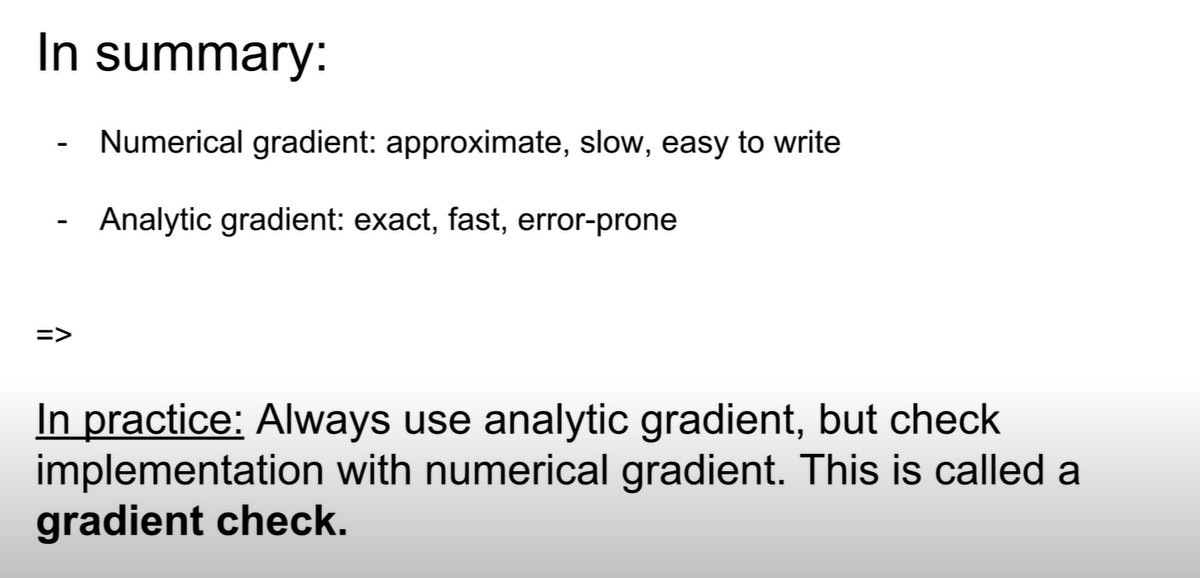 In summary:
- Numerical gradient: approximate, slow, easy to write
- Analytic gradient: exact, fast, error-prone
=>
In practice: Always use analytic gradient, but check
implementation with numerical gradient. This is called a
gradient check.